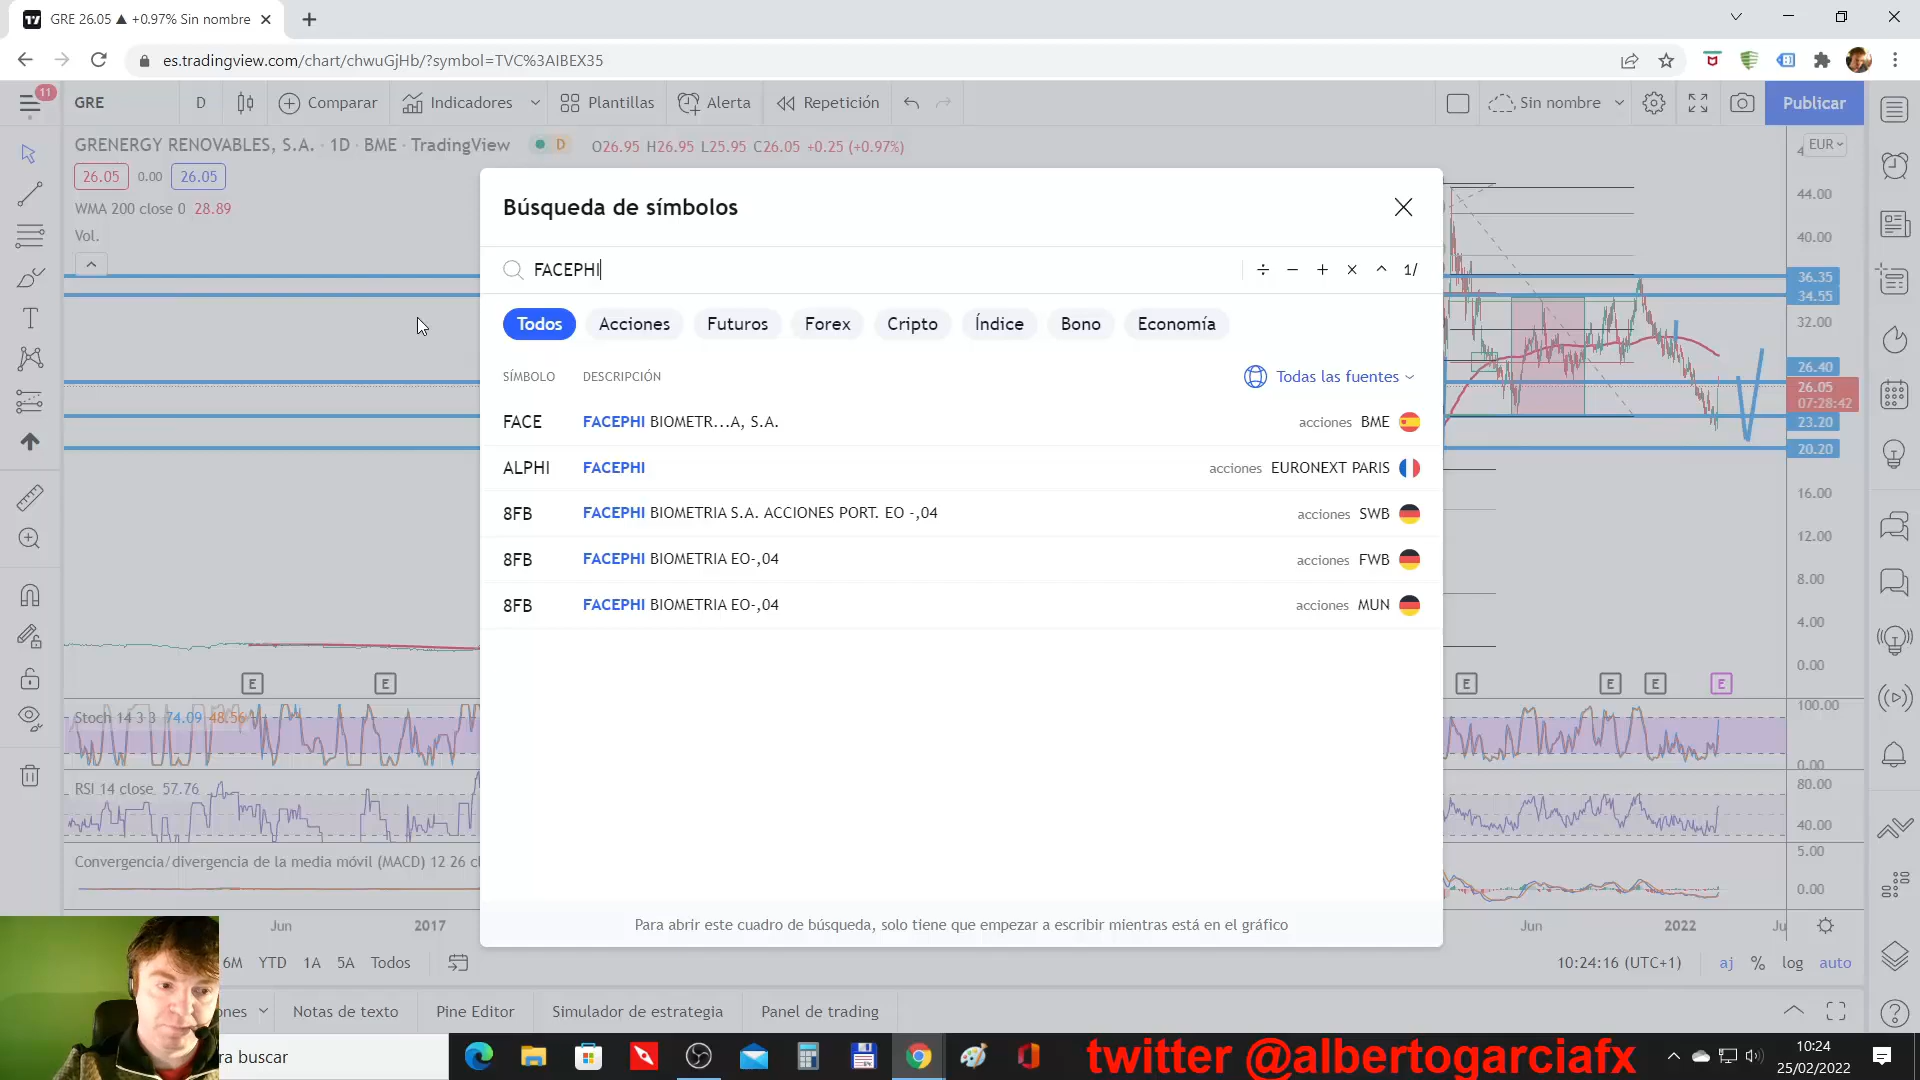 GRE 26.05 ▲ +0.97% Sin nombre
es.tradingview.com/chart/chwuGjHb/?symbol=TVC%3AIBEX35
11
GRE
D
Comparar
Indicadores
Plantillas
Alerta
Repetición
Sin nombre
Publicar
GRENERGY RENOVABLES, S.A. · 1D · BME · TradingView
D
O26.95 H26.95 L25.95 C26.05 +0.25 (+0.97%)
EUR
26.05
0.00
26.05
WMA 200 close 0 28.89
Vol.
Búsqueda de símbolos
FACEPHI
÷ − + × ^ 1/
Todos
Acciones
Futuros
Forex
Cripto
Índice
Bono
Economía
SÍMBOLO
DESCRIPCIÓN
Todas las fuentes
FACE FACEPHI BIOMETR...A, S.A. acciones BME
ALPHI FACEPHI acciones EURONEXT PARIS
8FB FACEPHI BIOMETRIA S.A. ACCIONES PORT. EO -,04 acciones SWB
8FB FACEPHI BIOMETRIA EO-,04 acciones FWB
8FB FACEPHI BIOMETRIA EO-,04 acciones MUN
Para abrir este cuadro de búsqueda, solo tiene que empezar a escribir mientras está en el gráfico
44.00
40.00
36.35
34.55
32.00
26.40
26.05
07:28:42
23.20
20.20
16.00
12.00
8.00
4.00
0.00
E
E
E
E
E
E
Stoch 14 3 3 74.09 48.56
100.00
0.00
RSI 14 close 57.76
80.00
40.00
Convergencia/divergencia de la media móvil (MACD) 12 26 cl
5.00
0.00
Jun
2017
Jun
2022
Ju
6M
YTD
1A
5A
Todos
10:24:16 (UTC+1)
aj
%
log
auto
ones
Notas de texto
Pine Editor
Simulador de estrategia
Panel de trading
ra buscar
twitter @albertogarciafx
10:24
25/02/2022